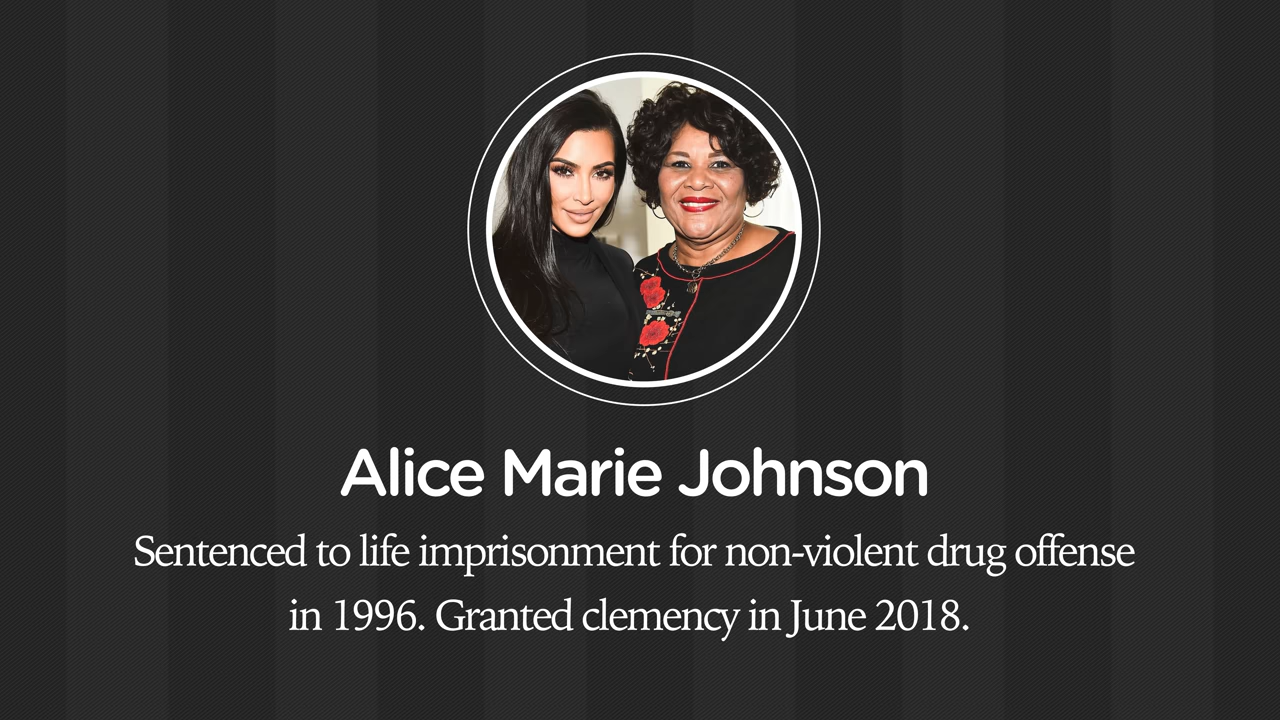 Alice Marie Johnson
Sentenced to life imprisonment for non-violent drug offense
in 1996. Granted clemency in June 2018.